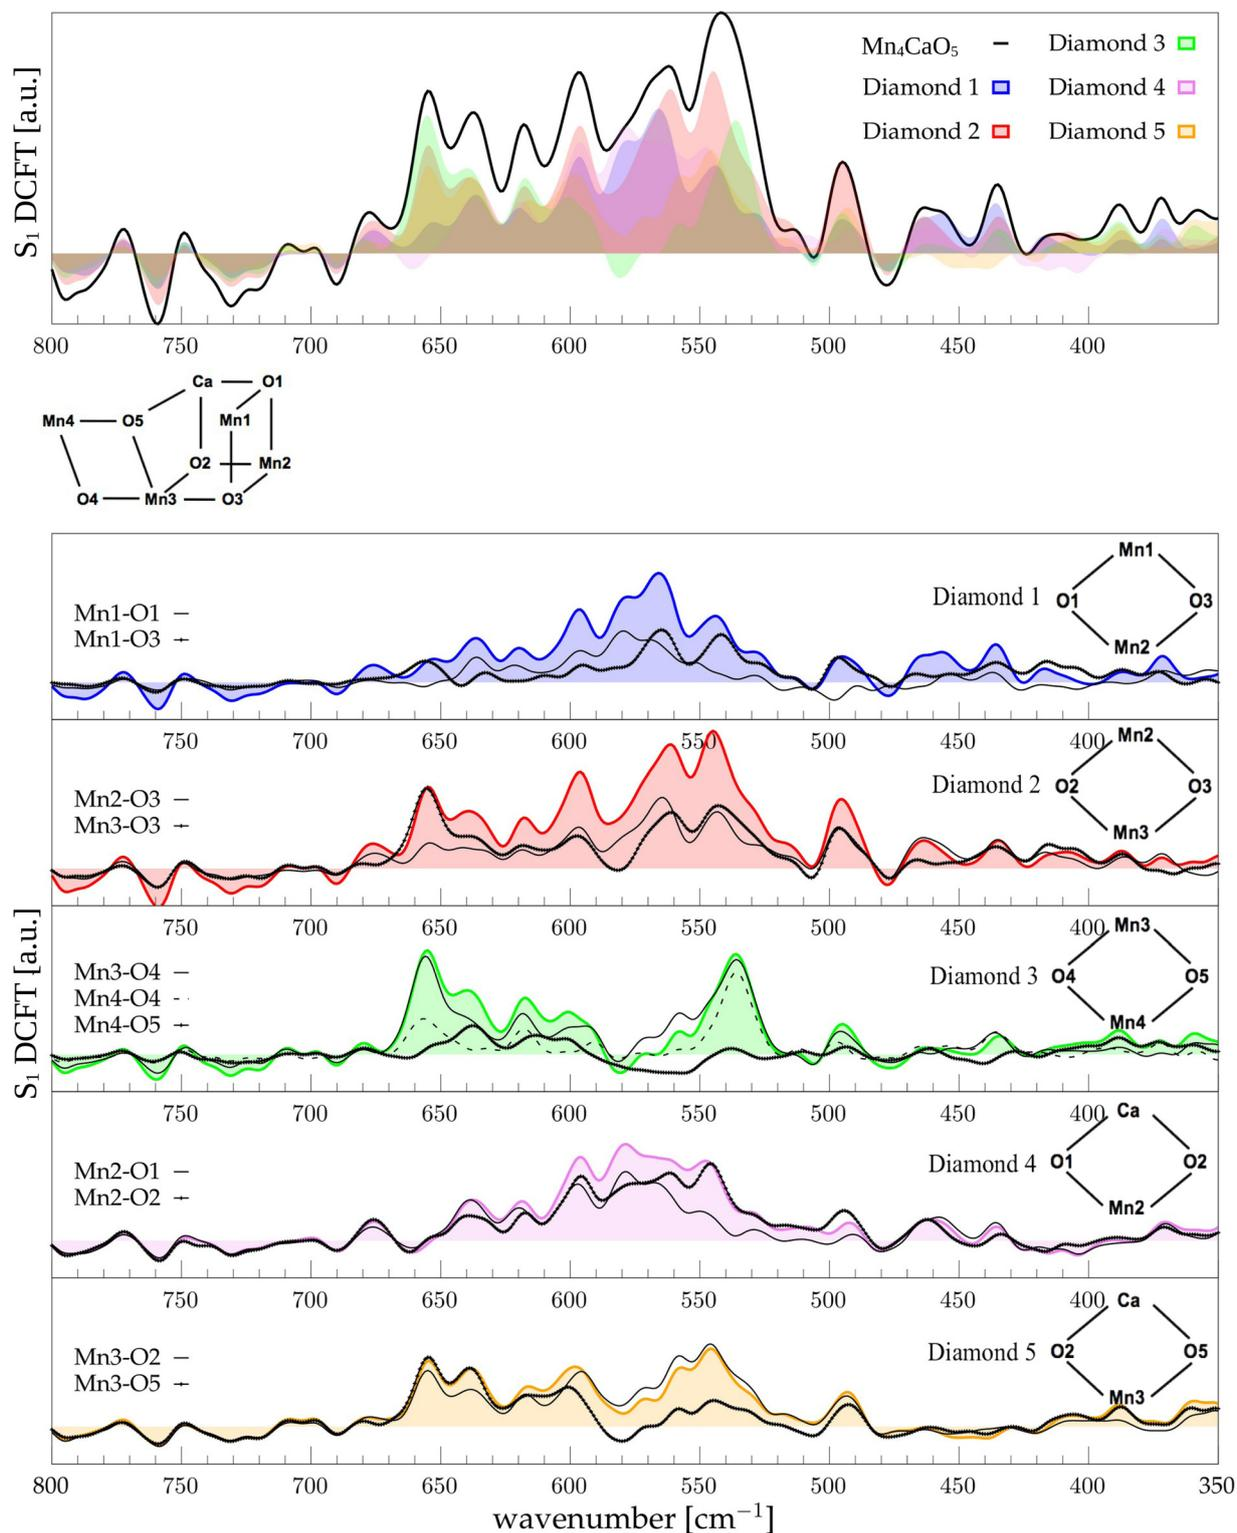 S₁ DCFT [a.u.]
Mn₄CaO₅
Diamond 1
Diamond 2
Diamond 3
Diamond 4
Diamond 5
800 750 700 650 600 550 500 450 400
Ca O1
Mn4 O5 Mn1
O2 Mn2
O4 Mn3 O3
S₁ DCFT [a.u.]
Mn1-O1
Mn1-O3
Diamond 1
Mn1
O1 O3
Mn2
750 700 650 600 550 500 450 400
Mn2-O3
Mn3-O3
Diamond 2
Mn2
O2 O3
Mn3
750 700 650 600 550 500 450 400
Mn3-O4
Mn4-O4
Mn4-O5
Diamond 3
Mn3
O4 O5
Mn4
750 700 650 600 550 500 450 400
Mn2-O1
Mn2-O2
Diamond 4
Ca
O1 O2
Mn2
750 700 650 600 550 500 450 400
Mn3-O2
Mn3-O5
Diamond 5
Ca
O2 O5
Mn3
800 750 700 650 600 550 500 450 400 350
wavenumber [cm⁻¹]